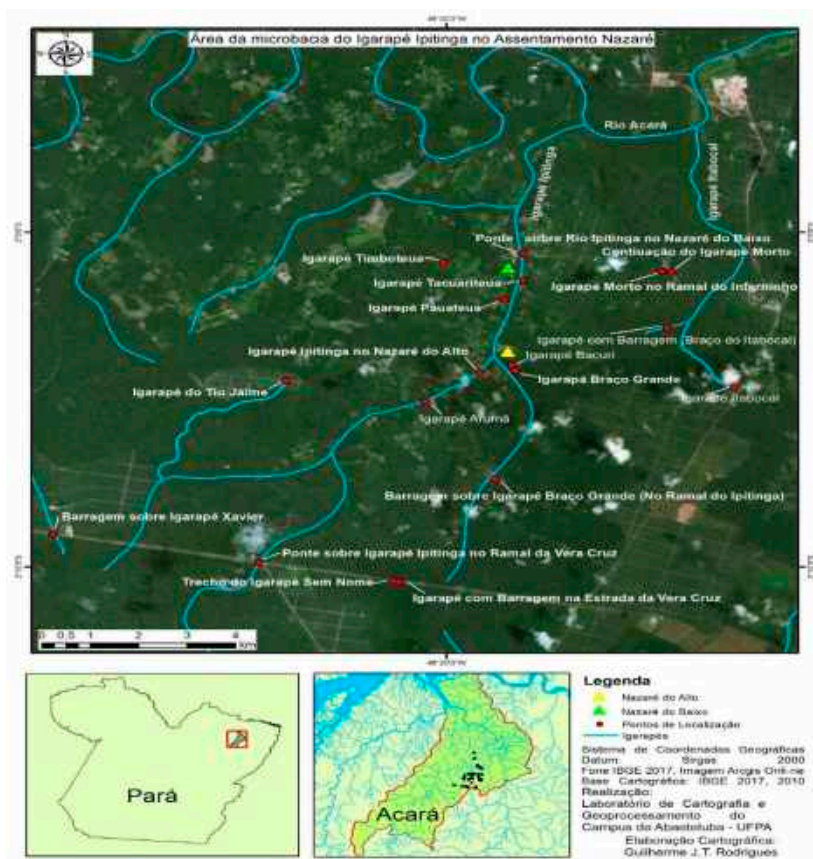 Área da microbacia do Igarapé Ipitinga no Assentamento Nazaré
Rio Acará
Igarapé Ipitinga
Igarapé Itabocal
Ponte sobre Rio Ipitinga no Nazaré do Baixo
Igarapé Timboteua
Contiuação do Igarapé Morto
Igarapé Tacuariteua
Igarapé Morto no Ramal do Inferninho
Igarapé Pauateua
Igarapé com Barragem (Braço do Itabocal)
Igarapé Ipitinga no Nazaré do Alto
Igarapé Bacuri
Igarapé Braço Grande
Igarapé do Tio Jaime
Igarapé Itabocal
Igarapé Arumã
Barragem sobre Igarapé Braço Grande (No Ramal do Ipitinga)
Barragem sobre Igarapé Xavier
Ponte sobre Igarapé Ipitinga no Ramal da Vera Cruz
Trecho do Igarapé Sem Nome
Igarapé com Barragem na Estrada da Vera Cruz
0 0,5 1 2 3 4
km
Pará
Acará
Legenda
Nazaré do Alto
Nazaré do Baixo
Pontos de Localização
Igarapés
Sistema de Coordenadas Geográficas
Datum: Sirgas 2000
Fone IBGE 2017, Imagem Arcgis Onli-ne
Base Cartográfica: IBGE 2017, 2010
Realização:
Laboratório de Cartografia e
Geoprocessamento do
Campus do Abaetetuba - UFPA
Elaboração Cartográfica:
Guilherme J.T. Rodrigues